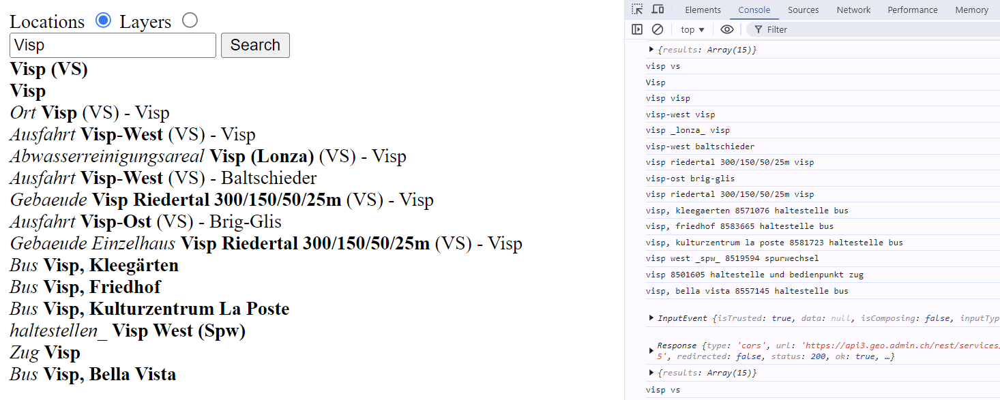 Locations Layers
Visp
Search
Visp (VS)
Visp
Ort Visp (VS) - Visp
Ausfahrt Visp-West (VS) - Visp
Abwasserreinigungsareal Visp (Lonza) (VS) - Visp
Ausfahrt Visp-West (VS) - Baltschieder
Gebaeude Visp Riedertal 300/150/50/25m (VS) - Visp
Ausfahrt Visp-Ost (VS) - Brig-Glis
Gebaeude Einzelhaus Visp Riedertal 300/150/50/25m (VS) - Visp
Bus Visp, Kleegärten
Bus Visp, Friedhof
Bus Visp, Kulturzentrum La Poste
haltestellen_ Visp West (Spw)
Zug Visp
Bus Visp, Bella Vista
Elements Console Sources Network Performance Memory
top Filter
{results: Array(15)}
visp vs
Visp
visp visp
visp-west visp
visp _lonza_ visp
visp-west baltschieder
visp riedertal 300/150/50/25m visp
visp-ost brig-glis
visp riedertal 300/150/50/25m visp
visp, kleegaerten 8571076 haltestelle bus
visp, friedhof 8583665 haltestelle bus
visp, kulturzentrum la poste 8581723 haltestelle bus
visp west _spw_ 8519594 spurwechsel
visp 8501605 haltestelle und bedienpunkt zug
visp, bella vista 8557145 haltestelle bus
InputEvent {isTrusted: true, data: null, isComposing: false, inputTyp
Response {type: 'cors', url: 'https://api3.geo.admin.ch/rest/services/
5', redirected: false, status: 200, ok: true, …}
{results: Array(15)}
visp vs